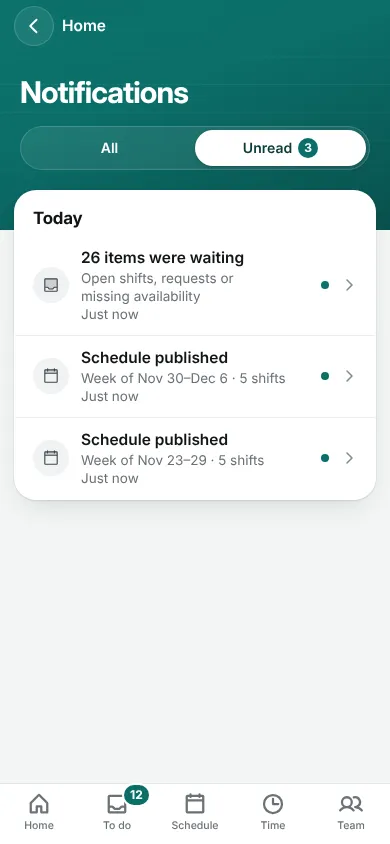 Home
Notifications
All
Unread 3
Today
26 items were waiting
Open shifts, requests or
missing availability
Just now
Schedule published
Week of Nov 30–Dec 6 · 5 shifts
Just now
Schedule published
Week of Nov 23–29 · 5 shifts
Just now
12
Home
To do
Schedule
Time
Team